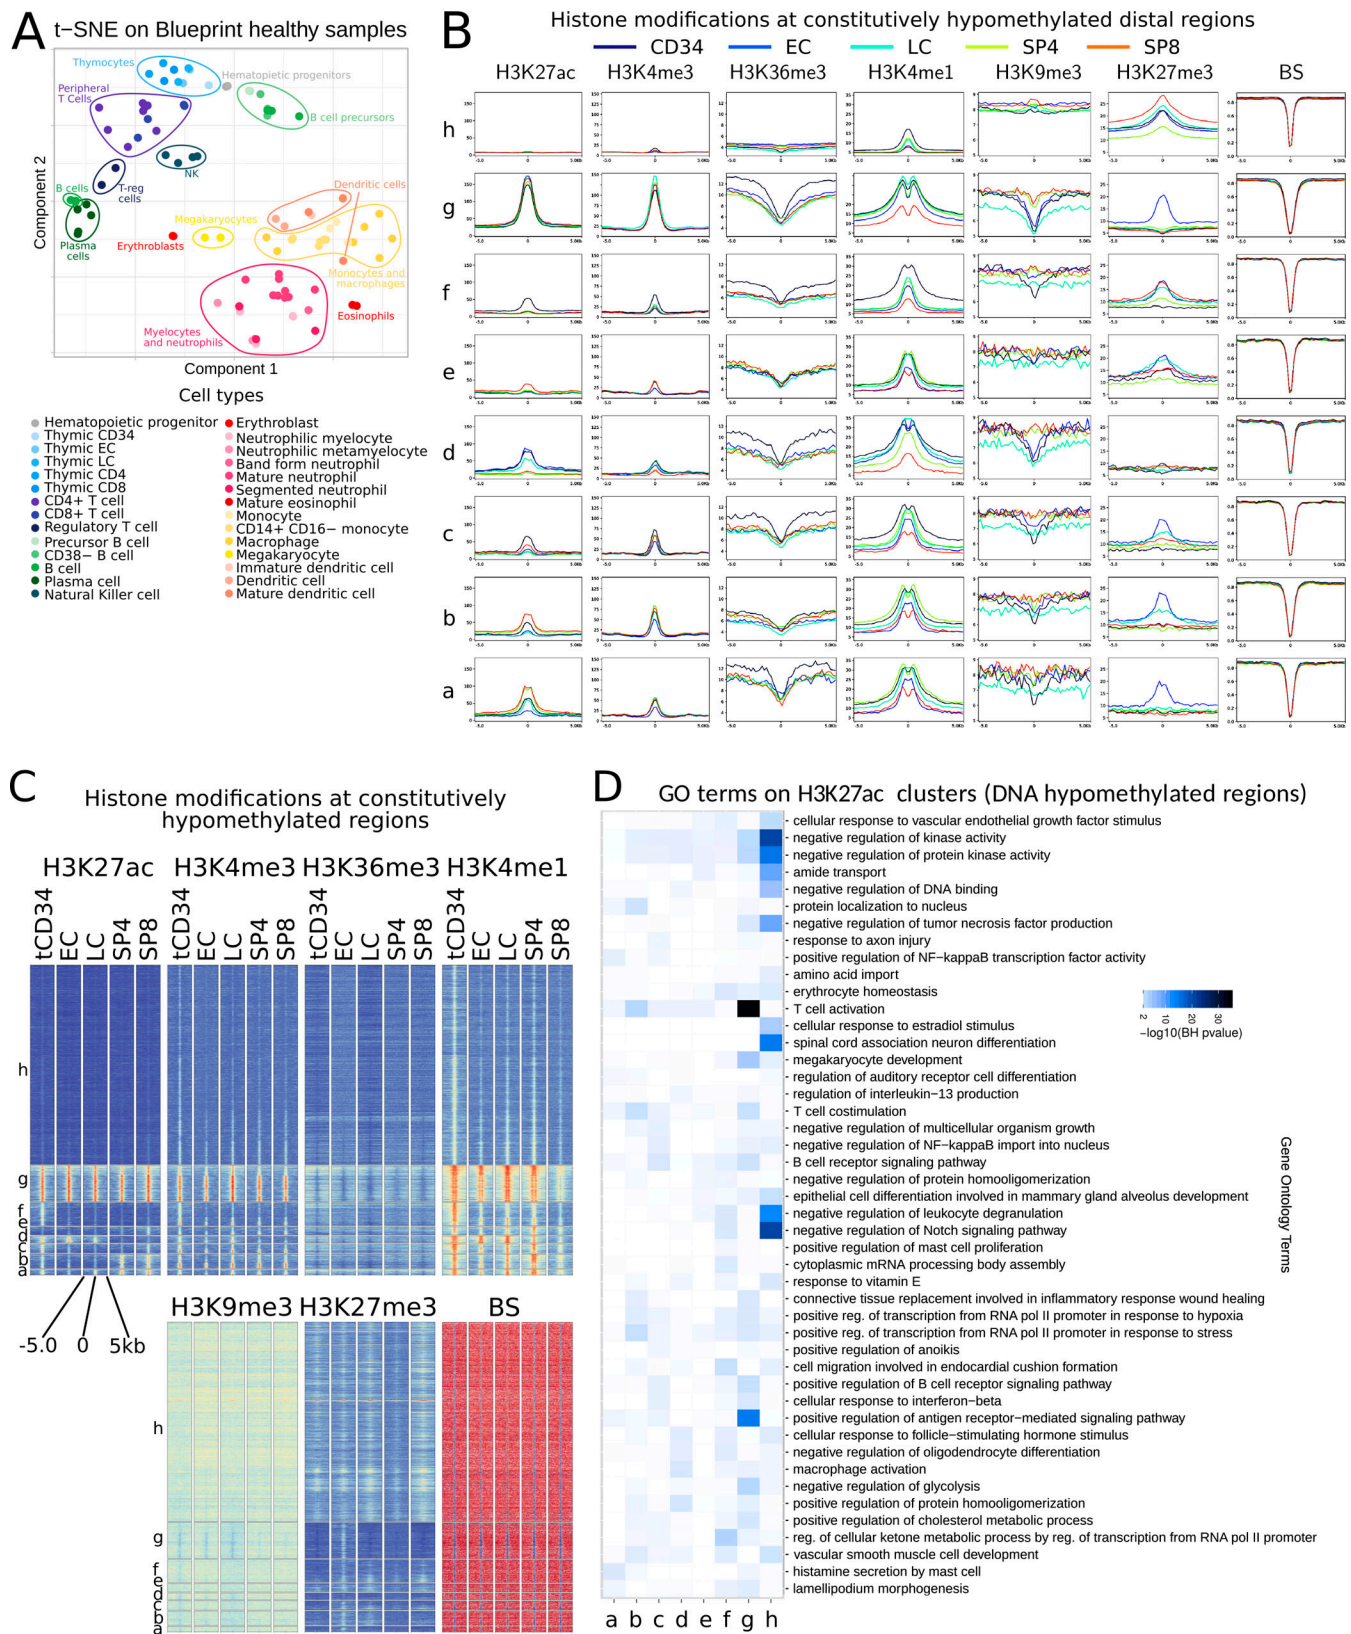 A
t−SNE on Blueprint healthy samples
Thymocytes
Hematopoietic progenitors
Peripheral
T Cells
B cell precursors
NK
T-reg
cells
B cells
Plasma
cells
Dendritic cells
Megakaryocytes
Erythroblasts
Monocytes and
macrophages
Eosinophils
Myelocytes
and neutrophils
Component 2
Component 1
Cell types
Hematopoietic progenitor
Thymic CD34
Thymic EC
Thymic LC
Thymic CD4
Thymic CD8
CD4+ T cell
CD8+ T cell
Regulatory T cell
Precursor B cell
CD38− B cell
B cell
Plasma cell
Natural Killer cell
Erythroblast
Neutrophilic myelocyte
Neutrophilic metamyelocyte
Band form neutrophil
Mature neutrophil
Segmented neutrophil
Mature eosinophil
Monocyte
CD14+ CD16− monocyte
Macrophage
Megakaryocyte
Immature dendritic cell
Dendritic cell
Mature dendritic cell
B
Histone modifications at constitutively hypomethylated distal regions
CD34 EC LC SP4 SP8
H3K27ac H3K4me3 H3K36me3 H3K4me1 H3K9me3 H3K27me3 BS
h
g
f
e
d
c
b
a
C
Histone modifications at constitutively
hypomethylated regions
H3K27ac H3K4me3 H3K36me3 H3K4me1
tCD34 EC LC SP4 SP8 tCD34 EC LC SP4 SP8 tCD34 EC LC SP4 SP8 tCD34 EC LC SP4 SP8
h
g
f
e
d
c
b
a
-5.0 0 5kb
H3K9me3 H3K27me3 BS
h
g
f
e
d
c
b
a
D
GO terms on H3K27ac clusters (DNA hypomethylated regions)
cellular response to vascular endothelial growth factor stimulus
negative regulation of kinase activity
negative regulation of protein kinase activity
amide transport
negative regulation of DNA binding
protein localization to nucleus
negative regulation of tumor necrosis factor production
response to axon injury
positive regulation of NF−kappaB transcription factor activity
amino acid import
erythrocyte homeostasis
T cell activation
cellular response to estradiol stimulus
spinal cord association neuron differentiation
megakaryocyte development
regulation of auditory receptor cell differentiation
regulation of interleukin−13 production
T cell costimulation
negative regulation of multicellular organism growth
negative regulation of NF−kappaB import into nucleus
B cell receptor signaling pathway
negative regulation of protein homooligomerization
epithelial cell differentiation involved in mammary gland alveolus development
negative regulation of leukocyte degranulation
negative regulation of Notch signaling pathway
positive regulation of mast cell proliferation
cytoplasmic mRNA processing body assembly
response to vitamin E
connective tissue replacement involved in inflammatory response wound healing
positive reg. of transcription from RNA pol II promoter in response to hypoxia
positive reg. of transcription from RNA pol II promoter in response to stress
positive regulation of anoikis
cell migration involved in endocardial cushion formation
positive regulation of B cell receptor signaling pathway
cellular response to interferon−beta
positive regulation of antigen receptor−mediated signaling pathway
cellular response to follicle−stimulating hormone stimulus
negative regulation of oligodendrocyte differentiation
macrophage activation
negative regulation of glycolysis
positive regulation of protein homooligomerization
positive regulation of cholesterol metabolic process
reg. of cellular ketone metabolic process by reg. of transcription from RNA pol II promoter
vascular smooth muscle cell development
histamine secretion by mast cell
lamellipodium morphogenesis
a b c d e f g h
2 10 20 30
−log10(BH pvalue)
Gene Ontology Terms